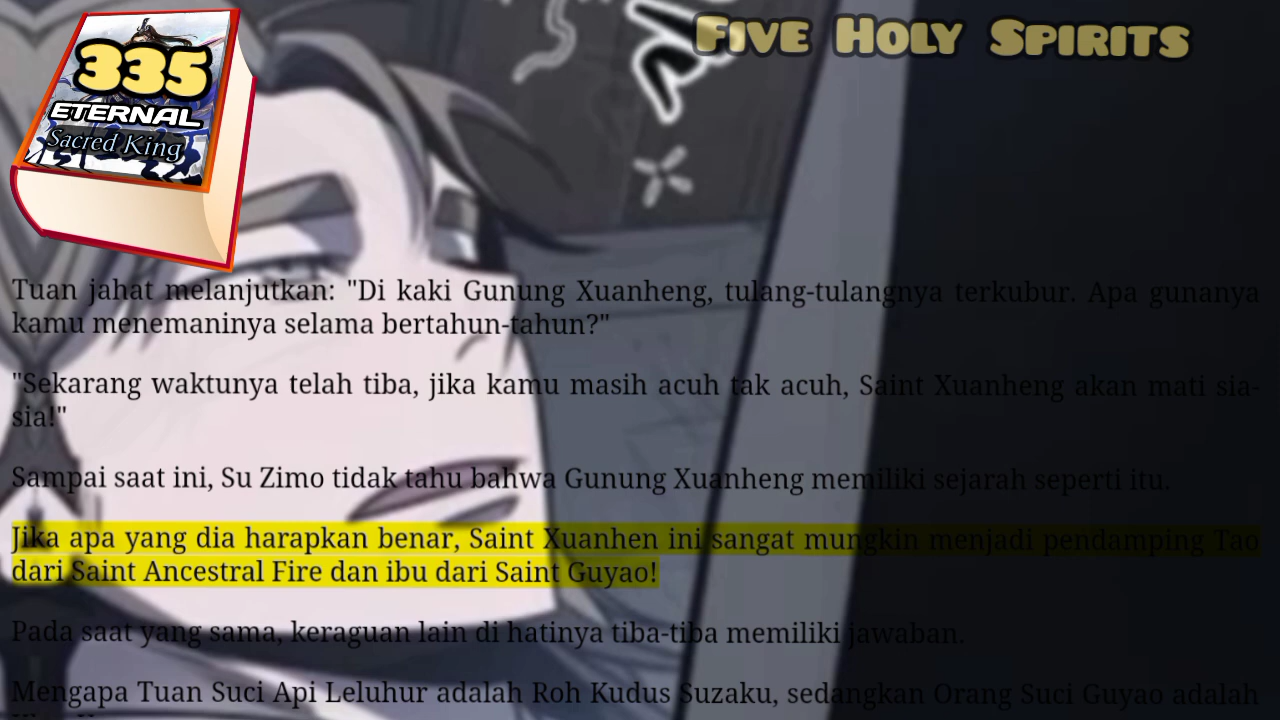 Five Holy Spirits
335
ETERNAL
Sacred King
Tuan jahat melanjutkan: "Di kaki Gunung Xuanheng, tulang-tulangnya terkubur. Apa gunanya
kamu menemaninya selama bertahun-tahun?"
"Sekarang waktunya telah tiba, jika kamu masih acuh tak acuh, Saint Xuanheng akan mati sia-
sia!"
Sampai saat ini, Su Zimo tidak tahu bahwa Gunung Xuanheng memiliki sejarah seperti itu.
Jika apa yang dia harapkan benar, Saint Xuanhen ini sangat mungkin menjadi pendamping Tao
dari Saint Ancestral Fire dan ibu dari Saint Guyao!
Pada saat yang sama, keraguan lain di hatinya tiba-tiba memiliki jawaban.
Mengapa Tuan Suci Api Leluhur adalah Roh Kudus Suzaku, sedangkan Orang Suci Guyao adalah